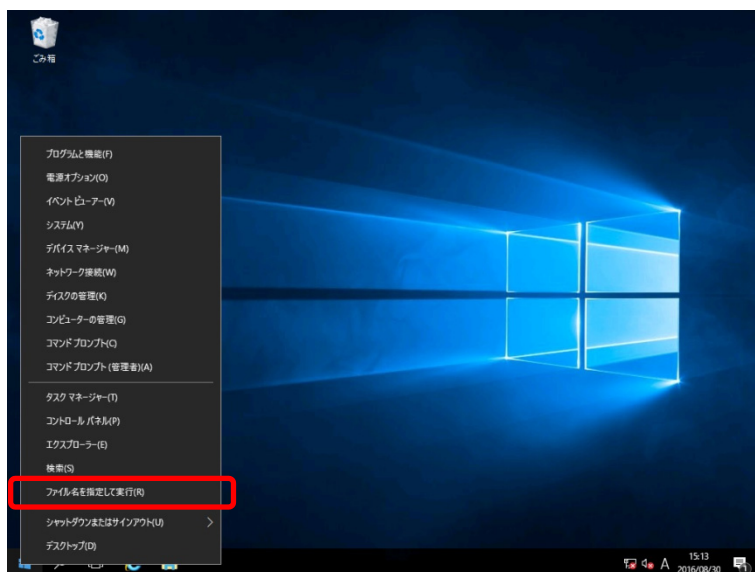 ごみ箱
プログラムと機能(F)
電源オプション(O)
イベント ビューアー(V)
システム(Y)
デバイス マネージャー(M)
ネットワーク接続(W)
ディスクの管理(K)
コンピューターの管理(G)
コマンド プロンプト(C)
コマンド プロンプト (管理者)(A)
タスク マネージャー(T)
コントロール パネル(P)
エクスプローラー(E)
検索(S)
ファイル名を指定して実行(R)
シャットダウンまたはサインアウト(U)
デスクトップ(D)
A
15:13
2016/08/30